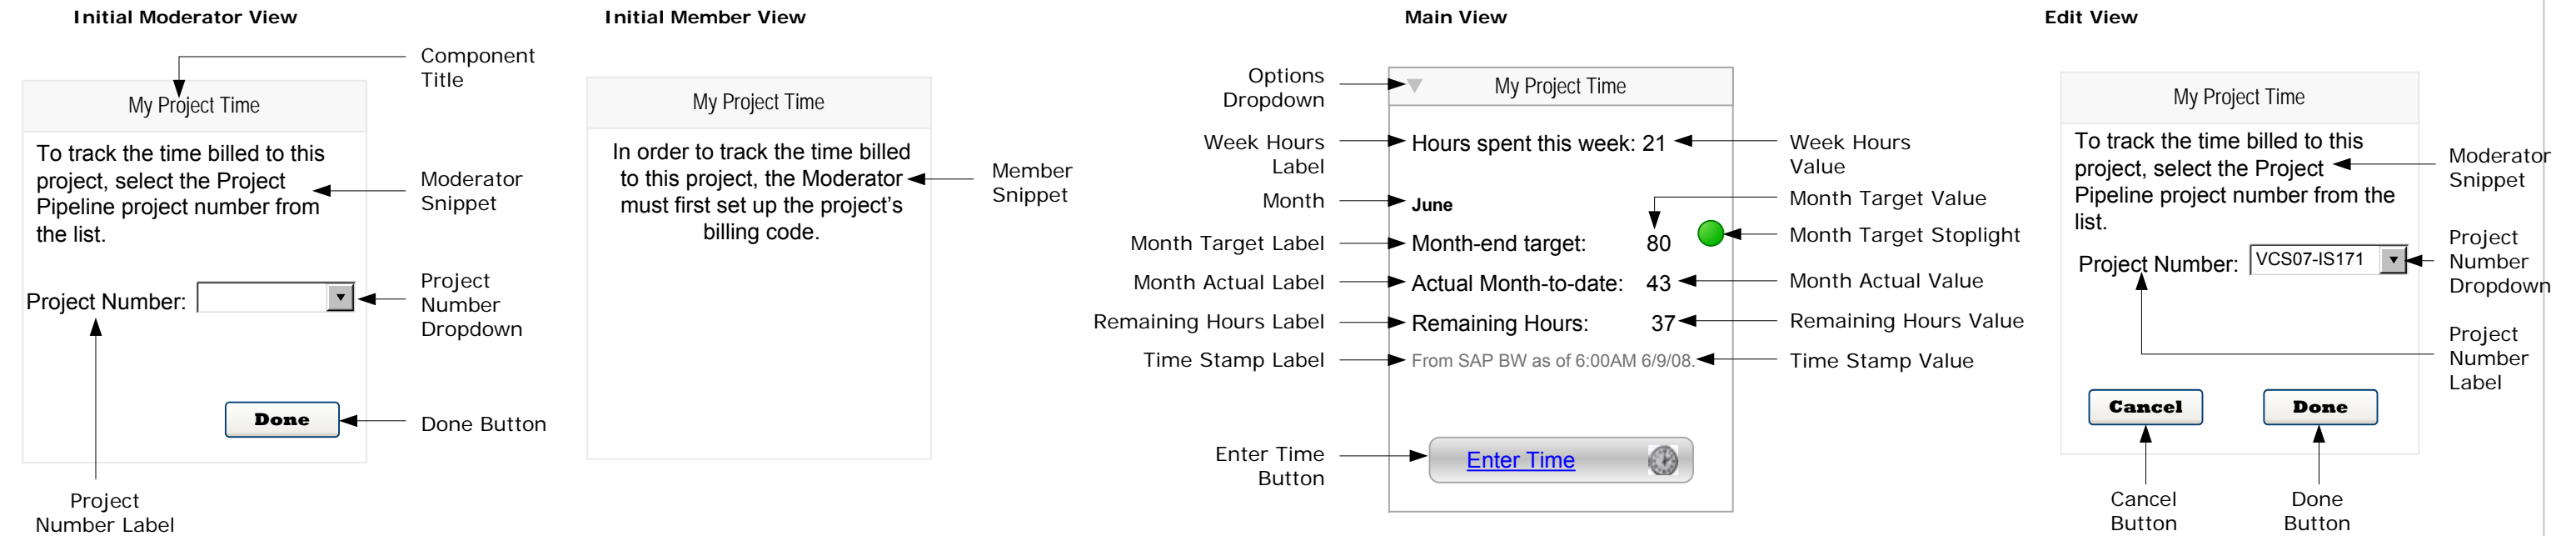 Initial Moderator View
Component
Title
My Project Time
To track the time billed to this
project, select the Project
Pipeline project number from
the list.
Moderator
Snippet
Project Number:
Project
Number
Dropdown
Done
Done Button
Project
Number Label
Initial Member View
My Project Time
In order to track the time billed
to this project, the Moderator
must first set up the project's
billing code.
Member
Snippet
Main View
Options
Dropdown
My Project Time
Week Hours
Label
Hours spent this week: 21
Week Hours
Value
Month
June
Month Target Value
Month Target Label
Month-end target: 80
Month Target Stoplight
Month Actual Label
Actual Month-to-date: 43
Month Actual Value
Remaining Hours Label
Remaining Hours: 37
Remaining Hours Value
Time Stamp Label
From SAP BW as of 6:00AM 6/9/08.
Time Stamp Value
Enter Time
Button
Enter Time
Edit View
My Project Time
To track the time billed to this
project, select the Project
Pipeline project number from the
list.
Moderator
Snippet
Project Number: VCS07-IS171
Project
Number
Dropdown
Project
Number
Label
Cancel
Done
Cancel
Button
Done
Button